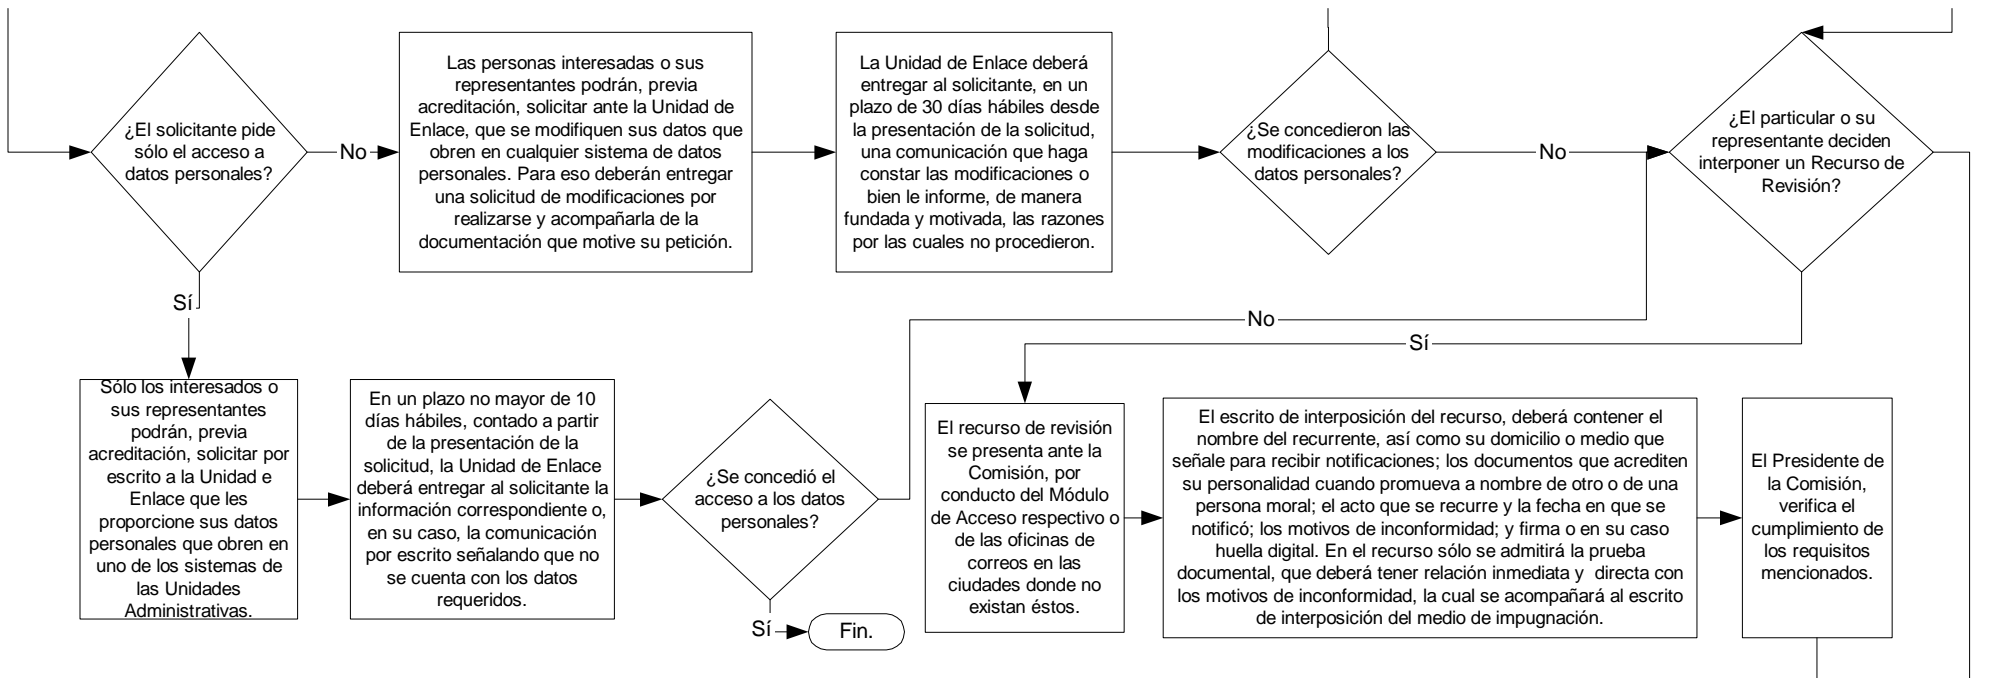 ¿El solicitante pide
sólo el acceso a
datos personales?
No
Las personas interesadas o sus
representantes podrán, previa
acreditación, solicitar ante la Unidad de
Enlace, que se modifiquen sus datos que
obren en cualquier sistema de datos
personales. Para eso deberán entregar
una solicitud de modificaciones por
realizarse y acompañarla de la
documentación que motive su petición.
La Unidad de Enlace deberá
entregar al solicitante, en un
plazo de 30 días hábiles desde
la presentación de la solicitud,
una comunicación que haga
constar las modificaciones o
bien le informe, de manera
fundada y motivada, las razones
por las cuales no procedieron.
¿Se concedieron las
modificaciones a los
datos personales?
No
¿El particular o su
representante deciden
interponer un Recurso de
Revisión?
Sí
No
Sí
Sólo los interesados o
sus representantes
podrán, previa
acreditación, solicitar por
escrito a la Unidad e
Enlace que les
proporcione sus datos
personales que obren en
uno de los sistemas de
las Unidades
Administrativas.
En un plazo no mayor de 10
días hábiles, contado a partir
de la presentación de la
solicitud, la Unidad de Enlace
deberá entregar al solicitante la
información correspondiente o,
en su caso, la comunicación
por escrito señalando que no
se cuenta con los datos
requeridos.
¿Se concedió el
acceso a los datos
personales?
Sí
Fin.
El recurso de revisión
se presenta ante la
Comisión, por
conducto del Módulo
de Acceso respectivo o
de las oficinas de
correos en las
ciudades donde no
existan éstos.
El escrito de interposición del recurso, deberá contener el
nombre del recurrente, así como su domicilio o medio que
señale para recibir notificaciones; los documentos que acrediten
su personalidad cuando promueva a nombre de otro o de una
persona moral; el acto que se recurre y la fecha en que se
notificó; los motivos de inconformidad; y firma o en su caso
huella digital. En el recurso sólo se admitirá la prueba
documental, que deberá tener relación inmediata y  directa con
los motivos de inconformidad, la cual se acompañará al escrito
de interposición del medio de impugnación.
El Presidente de
la Comisión,
verifica el
cumplimiento de
los requisitos
mencionados.